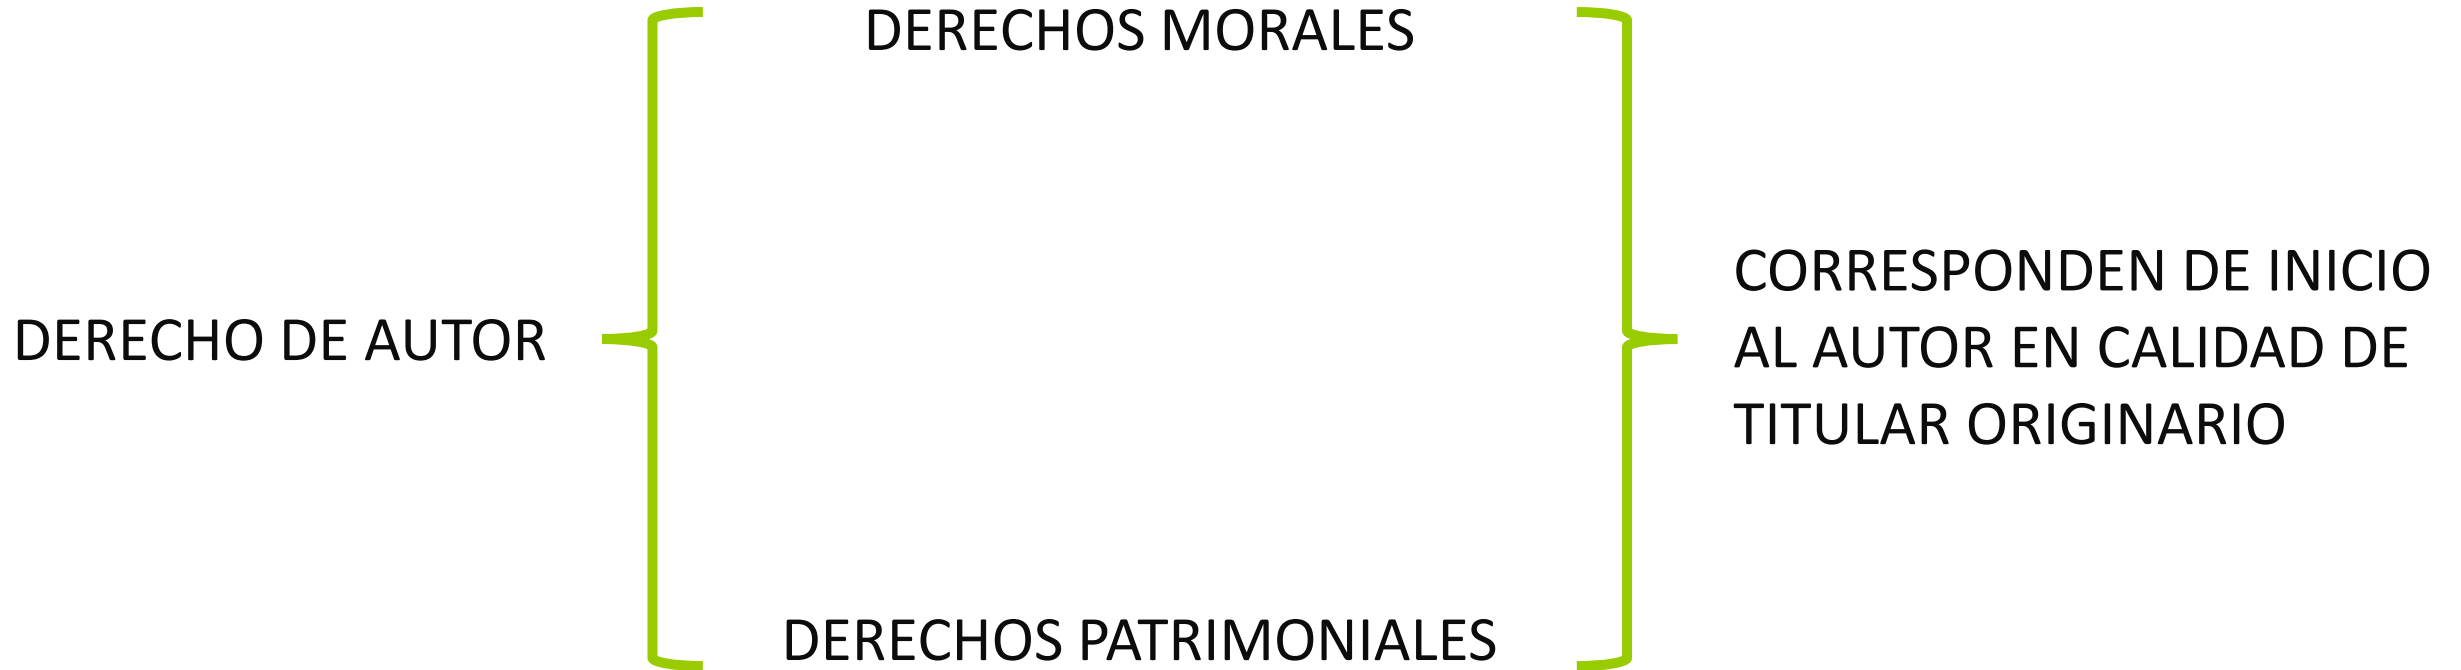 DERECHO DE AUTOR
DERECHOS MORALES
DERECHOS PATRIMONIALES
CORRESPONDEN DE INICIO
AL AUTOR EN CALIDAD DE
TITULAR ORIGINARIO